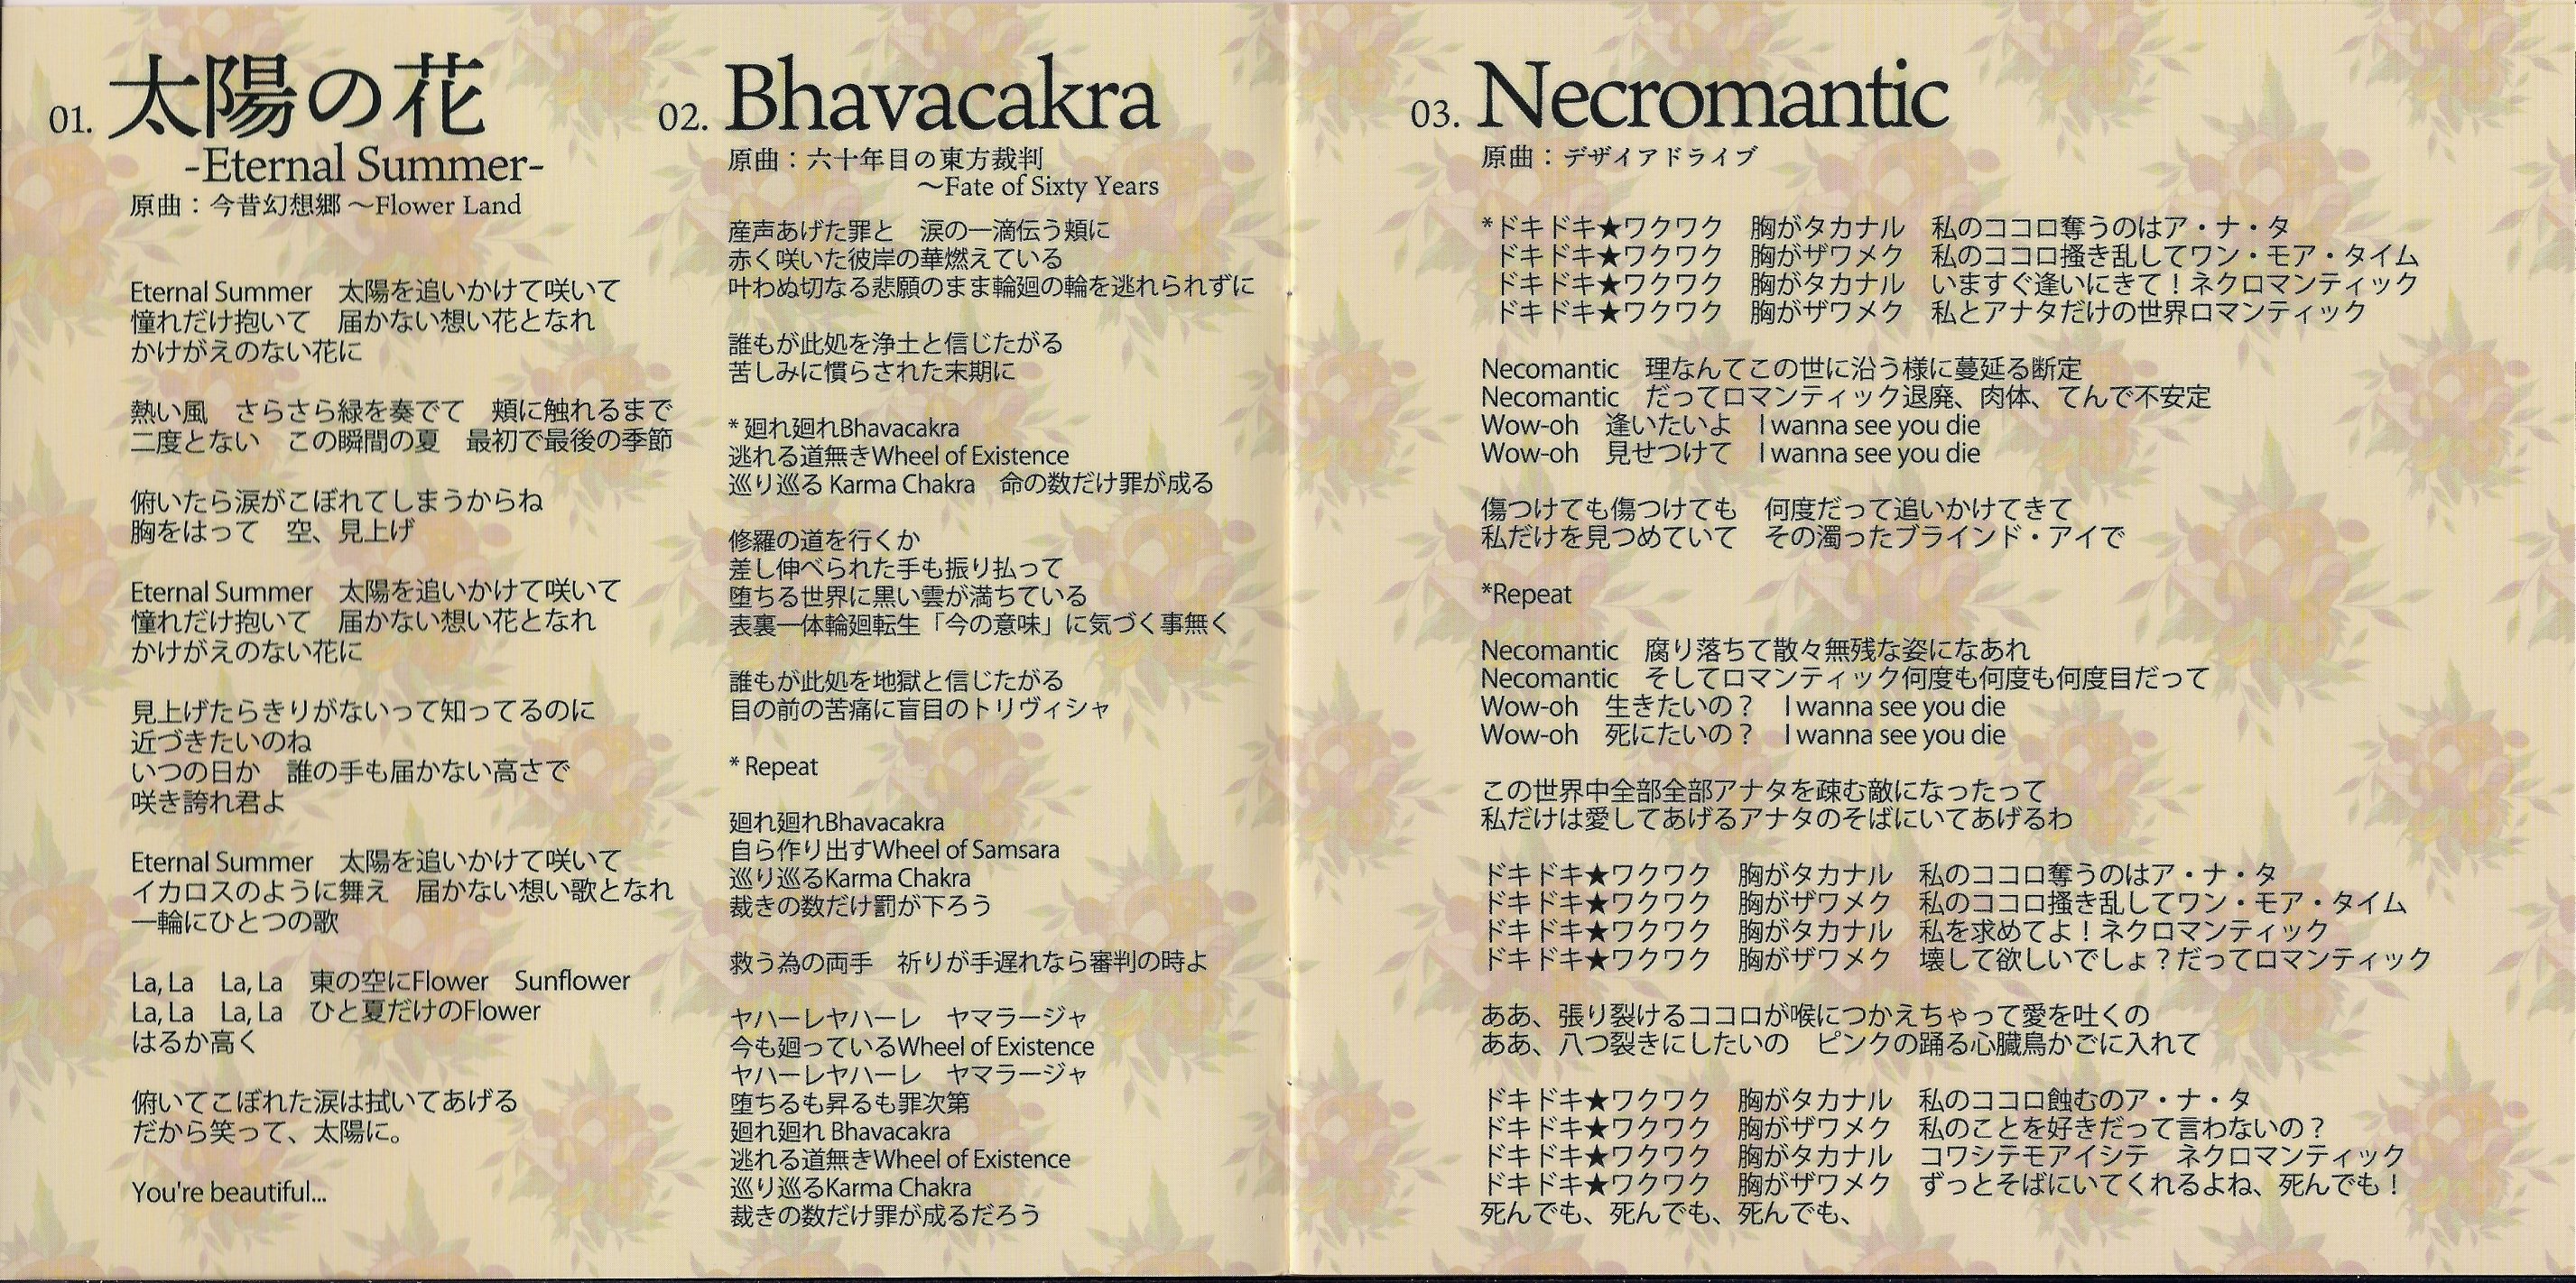 01. 太陽の花
-Eternal Summer-
原曲：今昔幻想郷～Flower Land
Eternal Summer　太陽を追いかけて咲いて
憧れだけ抱いて　届かない想い花となれ
かけがえのない花に
熱い風　さらさら緑を奏でて　頬に触れるまで
二度とない　この瞬間の夏　最初で最後の季節
俯いたら涙がこぼれてしまうからね
胸をはって　空、見上げ
Eternal Summer　太陽を追いかけて咲いて
憧れだけ抱いて　届かない想い花となれ
かけがえのない花に
見上げたらきりがないって知ってるのに
近づきたいのね
いつの日か　誰の手も届かない高さで
咲き誇れ君よ
Eternal Summer　太陽を追いかけて咲いて
イカロスのように舞え　届かない想い歌となれ
一輪にひとつの歌
La, La　La, La　東の空にFlower　Sunflower
La, La　La, La　ひと夏だけのFlower
はるか高く
俯いてこぼれた涙は拭いてあげる
だから笑って、太陽に。
You're beautiful...
02. Bhavacakra
原曲：六十年目の東方裁判
～Fate of Sixty Years
産声あげた罪と　涙の一滴伝う頬に
赤く咲いた彼岸の華燃えている
叶わぬ切なる悲願のまま輪廻の輪を逃れられずに
誰もが此処を浄土と信じたがる
苦しみに慣らされた末期に
* 廻れ廻れBhavacakra
逃れる道無きWheel of Existence
巡り巡る Karma Chakra　命の数だけ罪が成る
修羅の道を行くか
差し伸べられた手も振り払って
堕ちる世界に黒い雲が満ちている
表裏一体輪廻転生「今の意味」に気づく事無く
誰もが此処を地獄と信じたがる
目の前の苦痛に盲目のトリヴィシャ
* Repeat
廻れ廻れBhavacakra
自ら作り出すWheel of Samsara
巡り巡るKarma Chakra
裁きの数だけ罰が下ろう
救う為の両手　祈りが手遅れなら審判の時よ
ヤハーレヤハーレ　ヤマラージャ
今も廻っているWheel of Existence
ヤハーレヤハーレ　ヤマラージャ
堕ちるも昇るも罪次第
廻れ廻れ Bhavacakra
逃れる道無きWheel of Existence
巡り巡るKarma Chakra
裁きの数だけ罪が成るだろう
03. Necromantic
原曲：デザイアドライブ
*ドキドキ★ワクワク　胸がタカナル　私のココロ奪うのはア・ナ・タ
ドキドキ★ワクワク　胸がザワメク　私のココロ掻き乱してワン・モア・タイム
ドキドキ★ワクワク　胸がタカナル　いますぐ逢いにきて！ネクロマンティック
ドキドキ★ワクワク　胸がザワメク　私とアナタだけの世界ロマンティック
Necomantic　理なんてこの世に沿う様に蔓延る断定
Necomantic　だってロマンティック退廃、肉体、てんで不安定
Wow-oh　逢いたいよ　I wanna see you die
Wow-oh　見せつけて　I wanna see you die
傷つけても傷つけても　何度だって追いかけてきて
私だけを見つめていて　その濁ったブラインド・アイで
*Repeat
Necomantic　腐り落ちて散々無残な姿になあれ
Necomantic　そしてロマンティック何度も何度も何度目だって
Wow-oh　生きたいの？　I wanna see you die
Wow-oh　死にたいの？　I wanna see you die
この世界中全部全部アナタを疎む敵になったって
私だけは愛してあげるアナタのそばにいてあげるわ
ドキドキ★ワクワク　胸がタカナル　私のココロ奪うのはア・ナ・タ
ドキドキ★ワクワク　胸がザワメク　私のココロ掻き乱してワン・モア・タイム
ドキドキ★ワクワク　胸がタカナル　私を求めてよ！ネクロマンティック
ドキドキ★ワクワク　胸がザワメク　壊して欲しいでしょ？だってロマンティック
ああ、張り裂けるココロが喉につかえちゃって愛を吐くの
ああ、八つ裂きにしたいの　ピンクの踊る心臓鳥かごに入れて
ドキドキ★ワクワク　胸がタカナル　私のココロ蝕むのア・ナ・タ
ドキドキ★ワクワク　胸がザワメク　私のことを好きだって言わないの？
ドキドキ★ワクワク　胸がタカナル　コワシテモアイシテ　ネクロマンティック
ドキドキ★ワクワク　胸がザワメク　ずっとそばにいてくれるよね、死んでも！
死んでも、死んでも、死んでも、